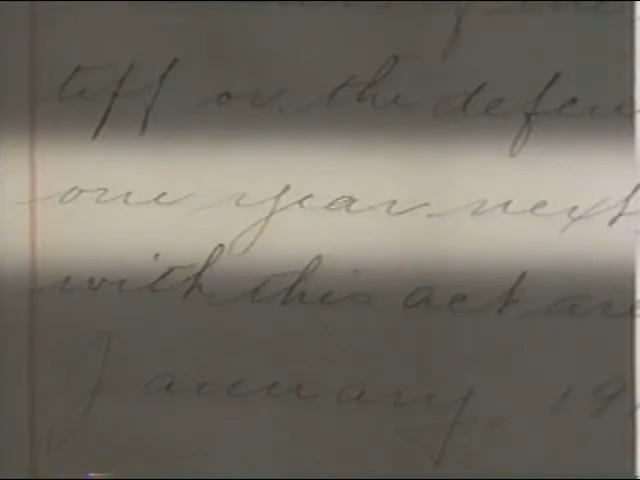 tiff or the defen
one year next
with this act are
January, 19